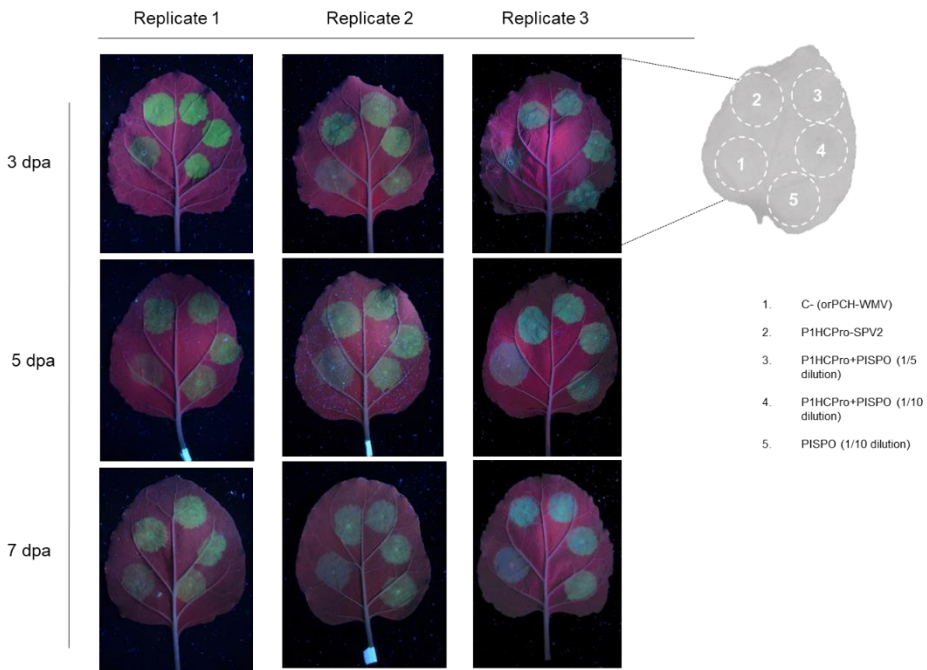 Replicate 1
Replicate 2
Replicate 3
3 dpa
2
3
1
4
5
5 dpa
1. C- (orPCH-WMV)
2. P1HCPro-SPV2
3. P1HCPro+PISPO (1/5
dilution)
4. P1HCPro+PISPO (1/10
dilution)
5. PISPO (1/10 dilution)
7 dpa